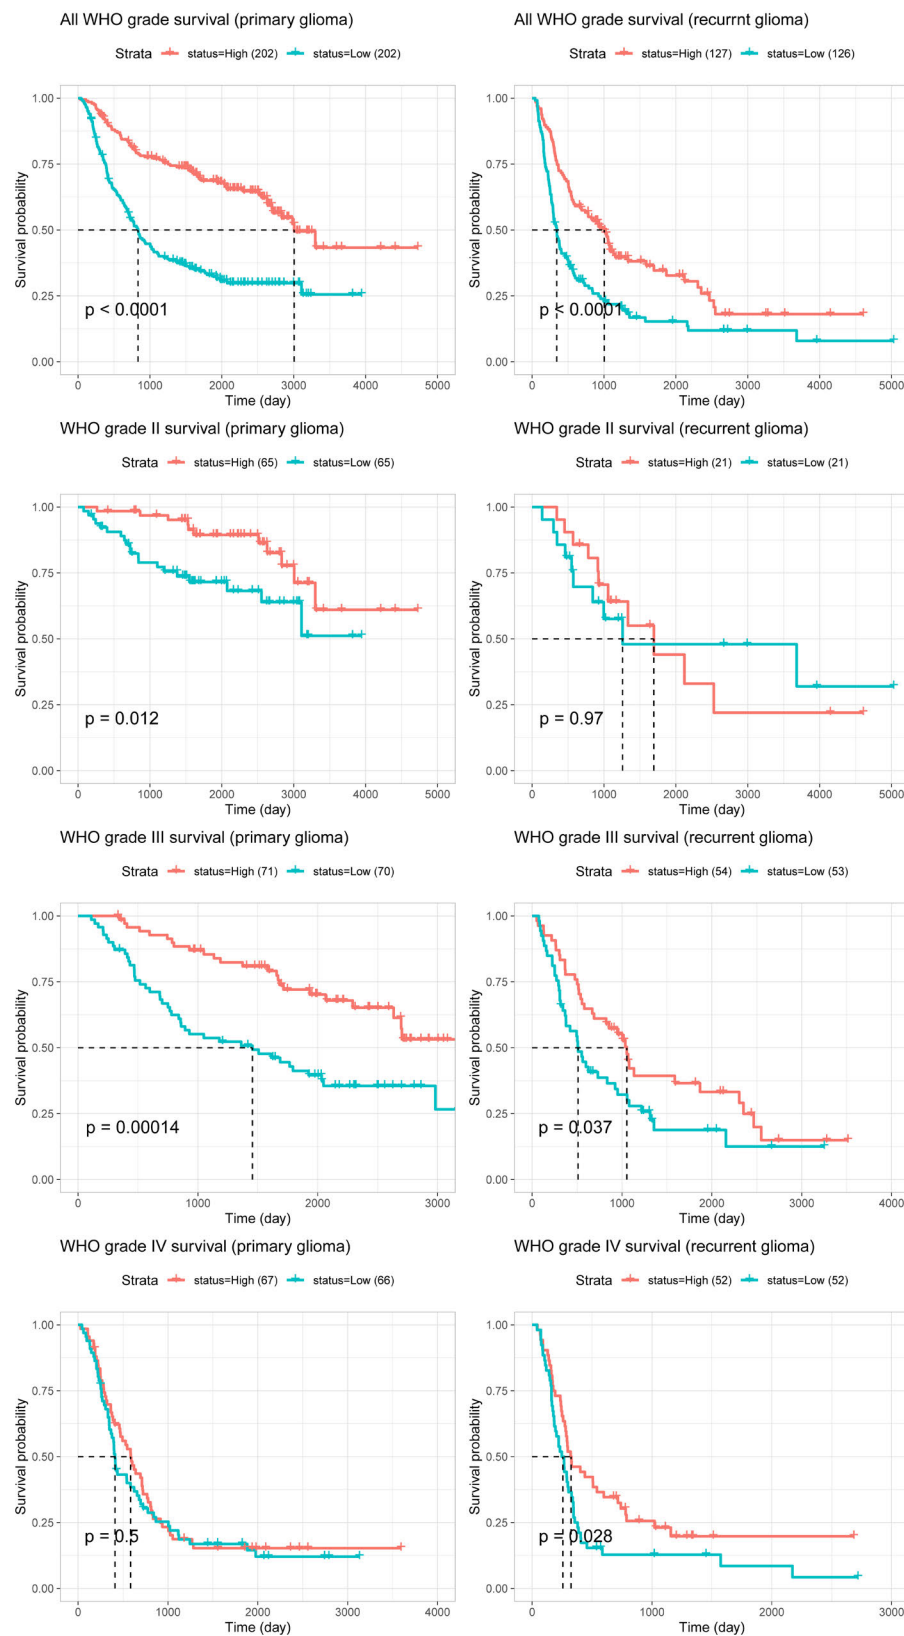 All WHO grade survival (primary glioma)
Strata status=High (202) status=Low (202)
Survival probability
1.00
0.75
0.50
0.25
0.00
p < 0.0001
0 1000 2000 3000 4000 5000
Time (day)
All WHO grade survival (recurrnt glioma)
Strata status=High (127) status=Low (126)
Survival probability
1.00
0.75
0.50
0.25
0.00
p < 0.0001
0 1000 2000 3000 4000 5000
Time (day)
WHO grade II survival (primary glioma)
Strata status=High (65) status=Low (65)
Survival probability
1.00
0.75
0.50
0.25
0.00
p = 0.012
0 1000 2000 3000 4000 5000
Time (day)
WHO grade II survival (recurrent glioma)
Strata status=High (21) status=Low (21)
Survival probability
1.00
0.75
0.50
0.25
0.00
p = 0.97
0 1000 2000 3000 4000 5000
Time (day)
WHO grade III survival (primary glioma)
Strata status=High (71) status=Low (70)
Survival probability
1.00
0.75
0.50
0.25
0.00
p = 0.00014
0 1000 2000 3000
Time (day)
WHO grade III survival (recurrent glioma)
Strata status=High (54) status=Low (53)
Survival probability
1.00
0.75
0.50
0.25
0.00
p = 0.037
0 1000 2000 3000 4000
Time (day)
WHO grade IV survival (primary glioma)
Strata status=High (67) status=Low (66)
Survival probability
1.00
0.75
0.50
0.25
0.00
p = 0.5
0 1000 2000 3000 4000
Time (day)
WHO grade IV survival (recurrent glioma)
Strata status=High (52) status=Low (52)
Survival probability
1.00
0.75
0.50
0.25
0.00
p = 0.028
0 1000 2000 3000
Time (day)